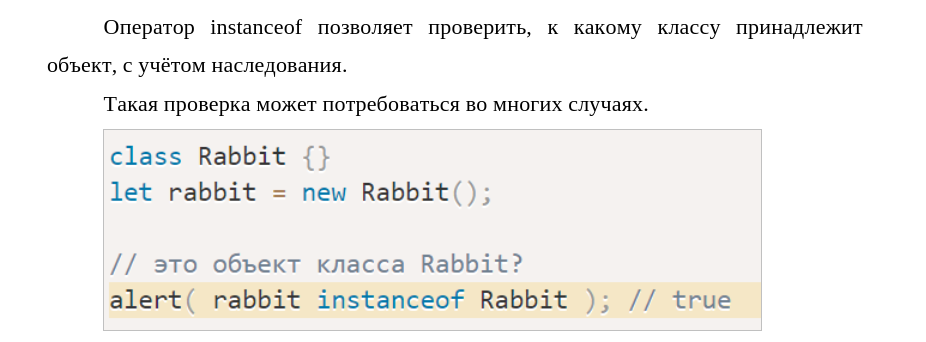 Оператор instanceof позволяет проверить, к какому классу принадлежит
объект, с учётом наследования.
Такая проверка может потребоваться во многих случаях.
class Rabbit {}
let rabbit = new Rabbit();
// это объект класса Rabbit?
alert( rabbit instanceof Rabbit ); // true